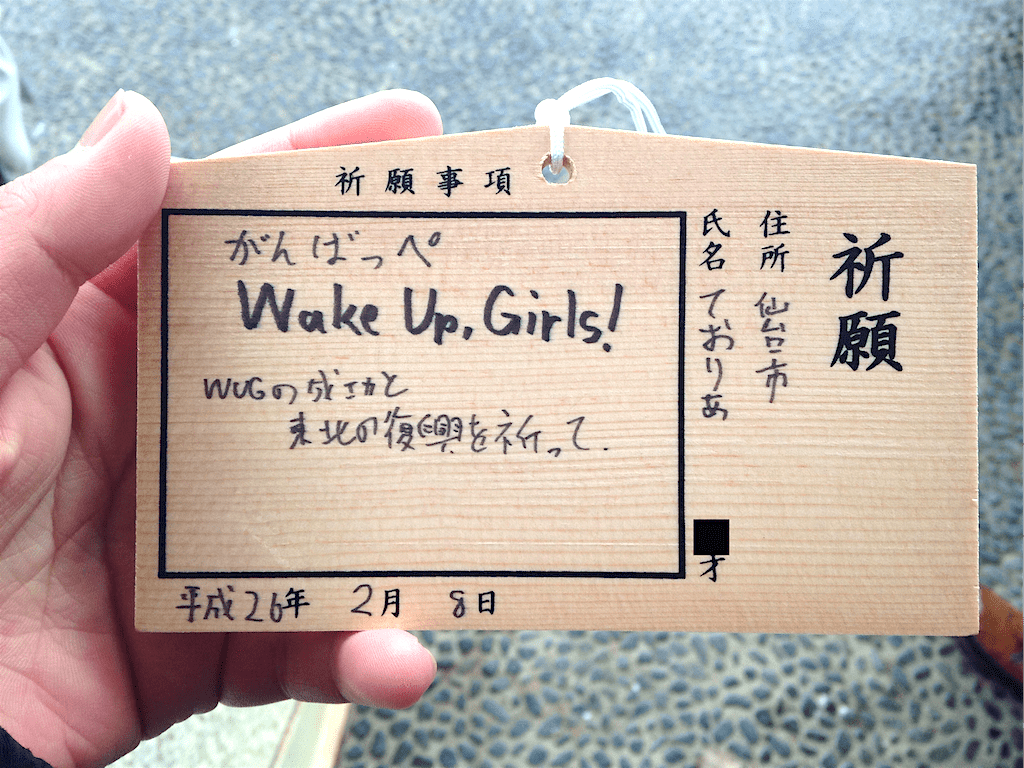 祈願
住所 仙台市
氏名 ておりあ
才
祈願事項
がんばっぺ
Wake Up, Girls!
WUGの成功と
東北の復興を祈って.
平成26年 2月 8日